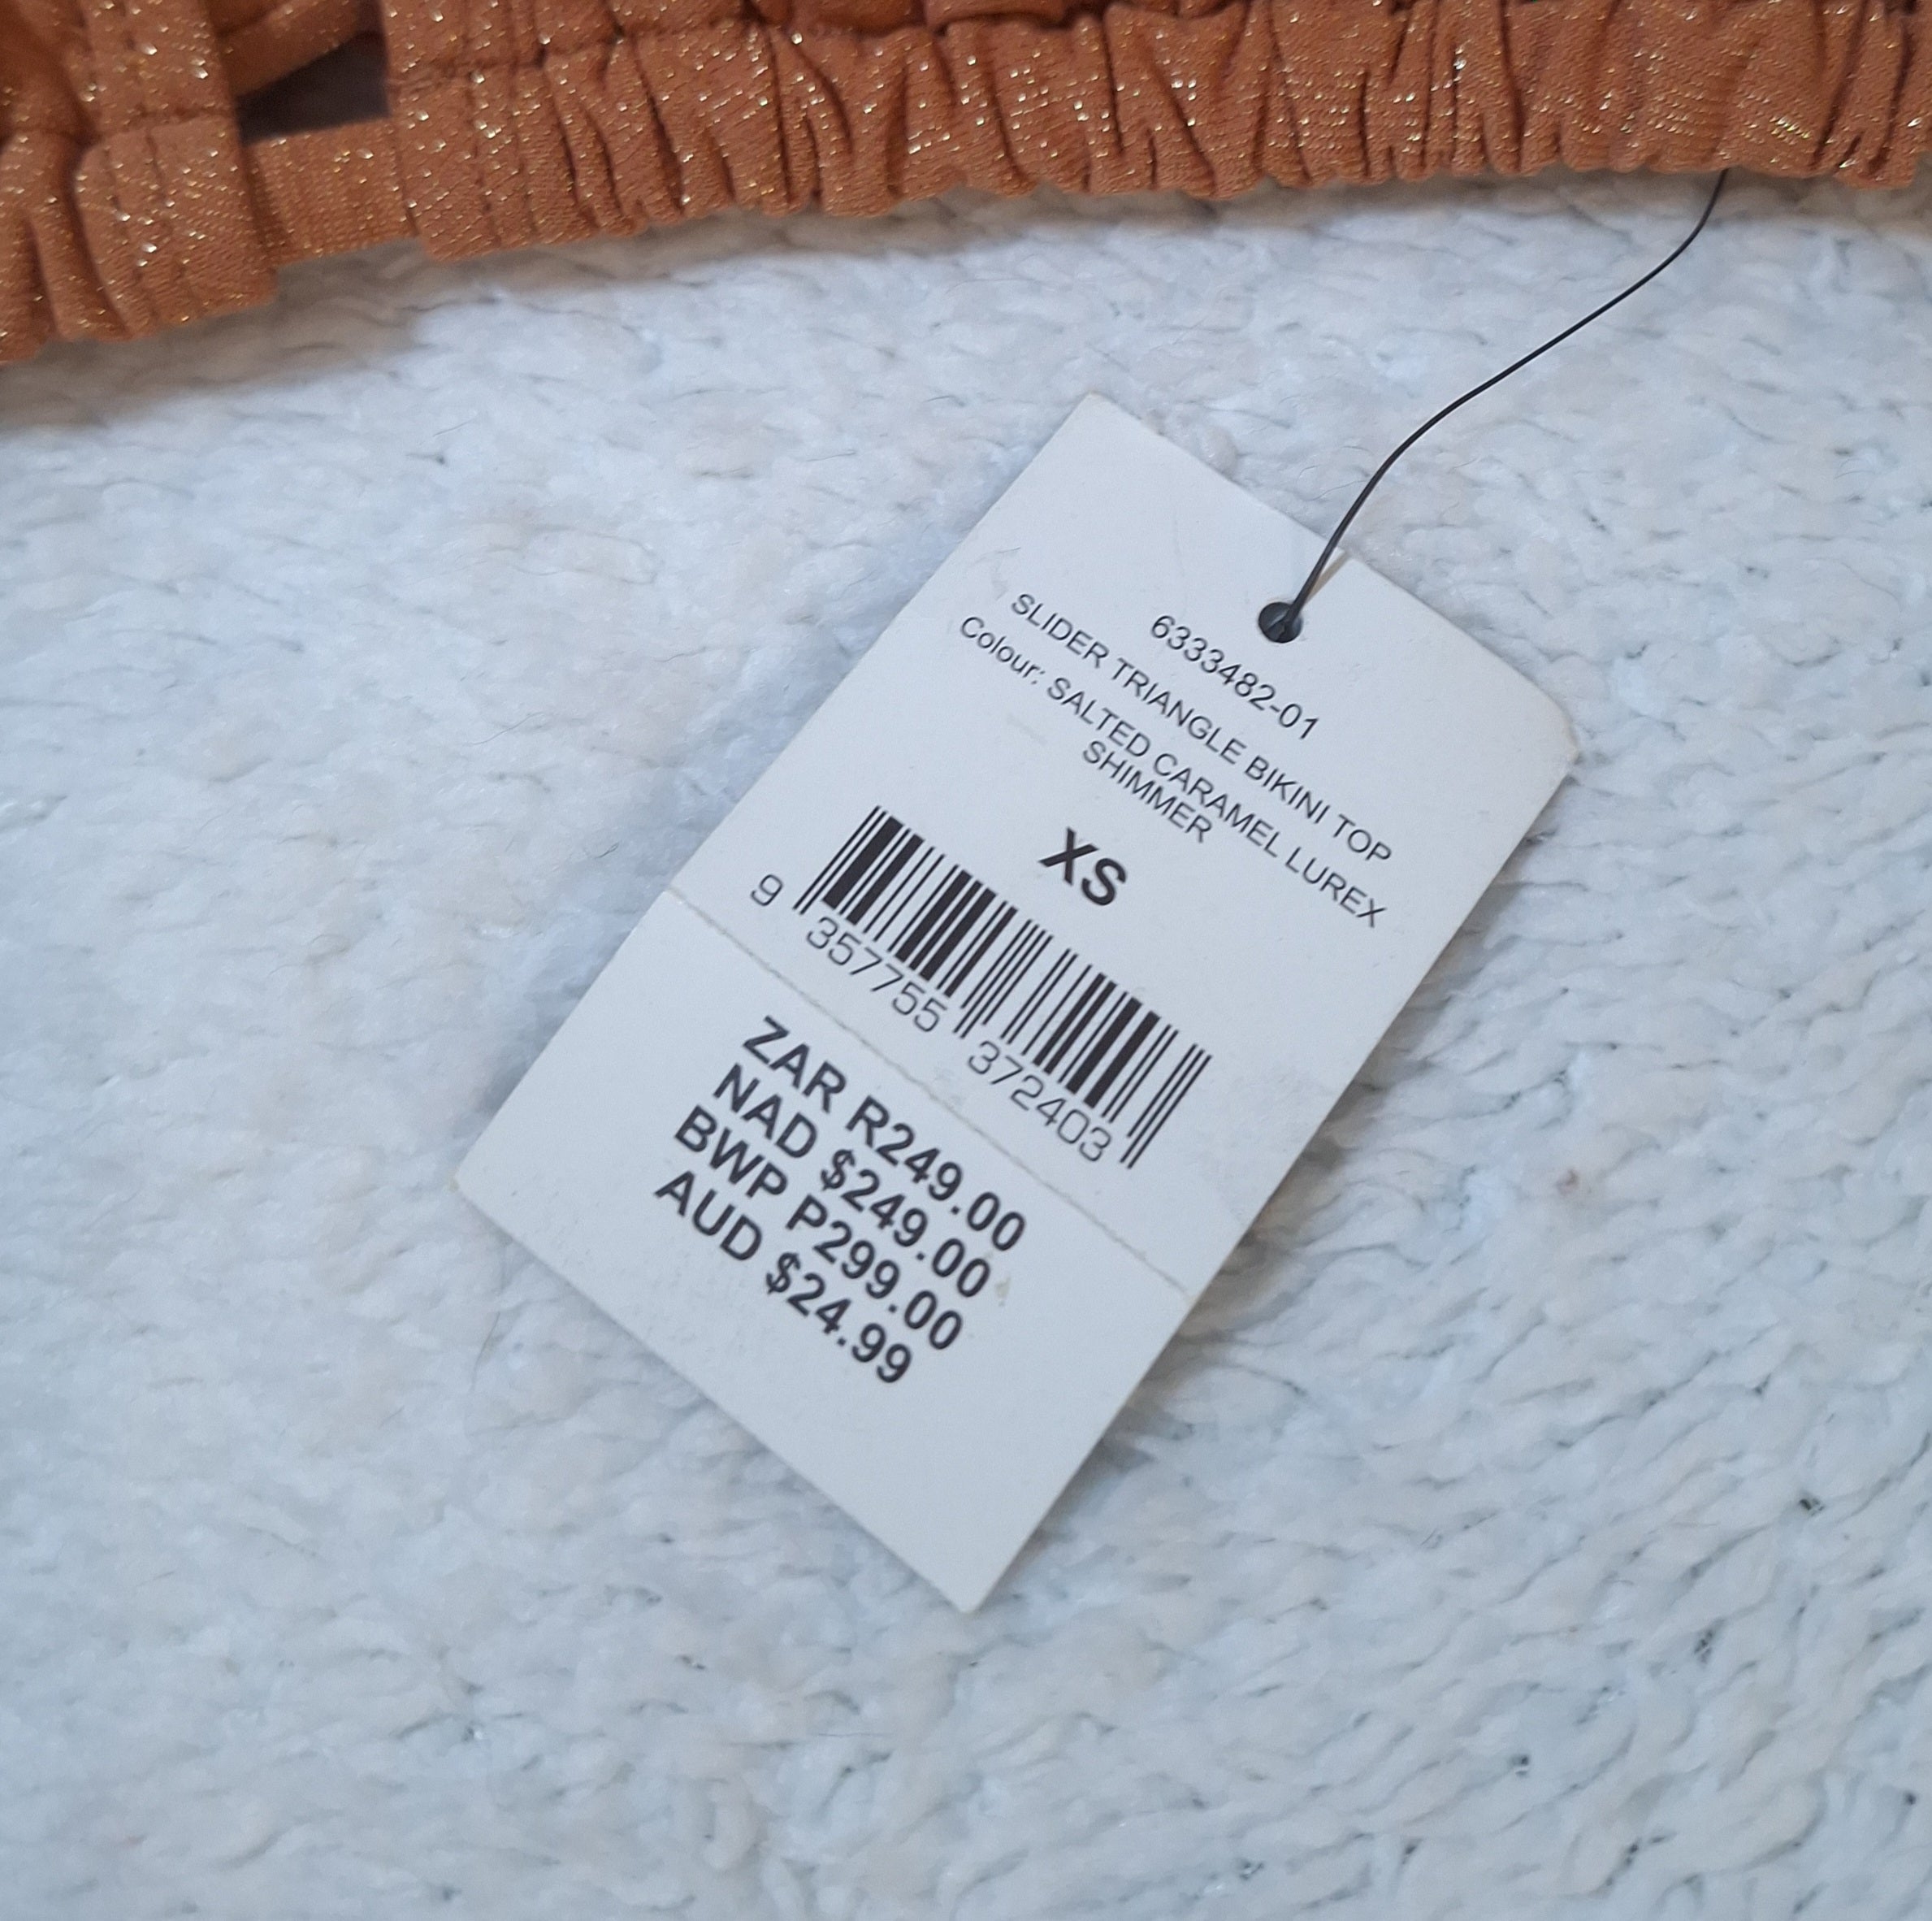 6333482-01
SLIDER TRIANGLE BIKINI TOP
Colour: SALTED CARAMEL LUREX
SHIMMER
XS
9 357755 372403
ZAR R249.00
NAD $249.00
BWP P299.00
AUD $24.99